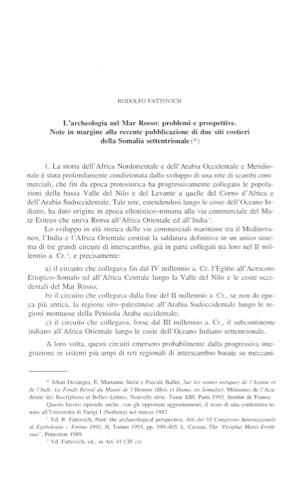 RODOLFO FATTOVICH
L'archeologia nel Mar Rosso: problemi e prospettive.
Note in margine alla recente pubblicazione di due siti costieri
della Somalia settentrionale (*)
1. La storia dell'Africa Nordorientale e dell'Arabia Occidentale e Meridio-
nale è stata profondamente condizionata dallo sviluppo di una rete di scambi com-
merciali, che fin da epoca protostorica ha progressivamente collegato le popola-
zioni della bassa Valle del Nilo e del Levante a quelle del Corno d'Africa e
dell'Arabia Sudoccidentale. Tale rete, estendendosi lungo le coste dell'Oceano In-
diano, ha dato origine in epoca ellenistico-romana alla via commerciale del Ma-
re Eritreo che univa Roma all'Africa Orientale ed all'India¹.
Lo sviluppo in età storica delle vie commerciali marittime tra il Mediterra-
neo, l'India e l'Africa Orientale costituì la saldatura definitiva in un unico siste-
ma di tre grandi circuiti di interscambio, già in parte collegati tra loro nel II mil-
lennio a. Cr.², e precisamente:
a) il circuito che collegava fin dal IV millennio a. Cr. l'Egitto all'Acrocoro
Etiopico-Somalo ed all'Africa Centrale lungo la Valle del Nilo e le coste occi-
dentali del Mar Rosso;
b) il circuito che collegava dalla fine del II millennio a. Cr., se non da epo-
ca più antica, la regione siro-palestinese all'Arabia Sudoccidentale lungo le re-
gioni montuose della Penisola Araba occidentale;
c) il circuito che collegava, forse dal III millennio a. Cr., il subcontinente
indiano all'Africa Orientale lungo le coste dell'Oceano Indiano settentrionale.
A loro volta, questi circuiti emersero probabilmente dalla progressiva inte-
grazione in sistemi più ampi di reti regionali di interscambio basate su meccani-
* Jehan Desanges, E. Marianne Stern e Pascale Ballet, Sur les routes antiques de l'Azanie et
de l'Inde. Le Fonds Révoil du Musée de l'Homme (Heïs et Damo, en Somalie). Mémoires de l'Aca-
démie des Inscriptions et Belles-Lettres. Nouvelle série. Tome XIII. Paris 1993. Institut de France.
Questo lavoro riprende anche, con gli opportuni aggiornamenti, il testo di una conferenza te-
nuta all'Università di Parigi I (Sorbona) nel marzo 1987.
¹ Vd. R. Fattovich, Punt: the archaeological perspective, Atti del VI Congresso Internazionale
di Egittologia - Torino 1991, II, Torino 1993, pp. 399-405. L. Casson, The 'Periplus Maris Eryth-
raei', Princeton 1989.
² Vd. Fattovich, cit., in Atti VI CIE cit.